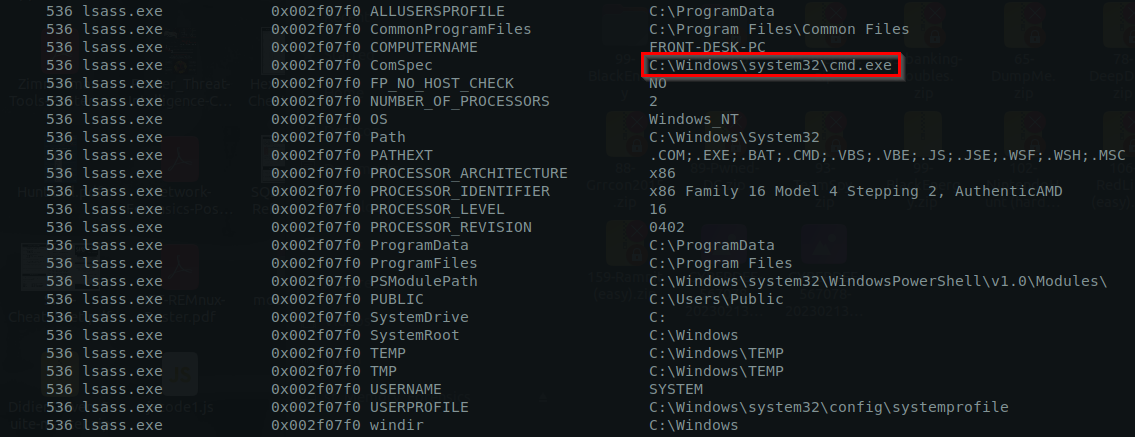 536 lsass.exe 0x002f07f0 ALLUSERSPROFILE C:\ProgramData
536 lsass.exe 0x002f07f0 CommonProgramFiles C:\Program Files\Common Files
536 lsass.exe 0x002f07f0 COMPUTERNAME FRONT-DESK-PC
536 lsass.exe 0x002f07f0 ComSpec C:\Windows\system32\cmd.exe
536 lsass.exe 0x002f07f0 FP_NO_HOST_CHECK NO
536 lsass.exe 0x002f07f0 NUMBER_OF_PROCESSORS 2
536 lsass.exe 0x002f07f0 OS Windows_NT
536 lsass.exe 0x002f07f0 Path C:\Windows\System32
536 lsass.exe 0x002f07f0 PATHEXT .COM;.EXE;.BAT;.CMD;.VBS;.VBE;.JS;.JSE;.WSF;.WSH;.MSC
536 lsass.exe 0x002f07f0 PROCESSOR_ARCHITECTURE x86
536 lsass.exe 0x002f07f0 PROCESSOR_IDENTIFIER x86 Family 16 Model 4 Stepping 2, AuthenticAMD
536 lsass.exe 0x002f07f0 PROCESSOR_LEVEL 16
536 lsass.exe 0x002f07f0 PROCESSOR_REVISION 0402
536 lsass.exe 0x002f07f0 ProgramData C:\ProgramData
536 lsass.exe 0x002f07f0 ProgramFiles C:\Program Files
536 lsass.exe 0x002f07f0 PSModulePath C:\Windows\system32\WindowsPowerShell\v1.0\Modules\
536 lsass.exe 0x002f07f0 PUBLIC C:\Users\Public
536 lsass.exe 0x002f07f0 SystemDrive C:
536 lsass.exe 0x002f07f0 SystemRoot C:\Windows
536 lsass.exe 0x002f07f0 TEMP C:\Windows\TEMP
536 lsass.exe 0x002f07f0 TMP C:\Windows\TEMP
536 lsass.exe 0x002f07f0 USERNAME SYSTEM
536 lsass.exe 0x002f07f0 USERPROFILE C:\Windows\system32\config\systemprofile
536 lsass.exe 0x002f07f0 windir C:\Windows